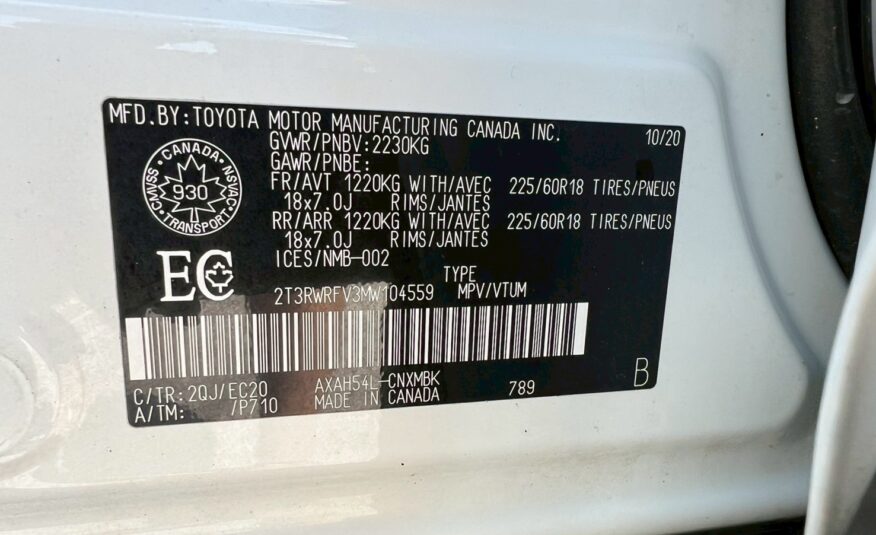 MFD.BY: TOYOTA MOTOR MANUFACTURING CANADA INC. 10/20
GVWR/PNBV: 2230KG
GAWR/PNBE:
FR/AVT 1220KG WITH/AVEC 225/60R18 TIRES/PNEUS
18x7.0J RIMS/JANTES
RR/ARR 1220KG WITH/AVEC 225/60R18 TIRES/PNEUS
18x7.0J RIMS/JANTES
ICES/NMB-002
CANADA
CMVSS 930 NSVAC
TRANSPORT
EC
TYPE
2T3RWRFV3MW104559 MPV/VTUM
C/TR: 2QJ/EC20 AXAH54L-CNXMBK 789 B
A/TM: /P710 MADE IN CANADA